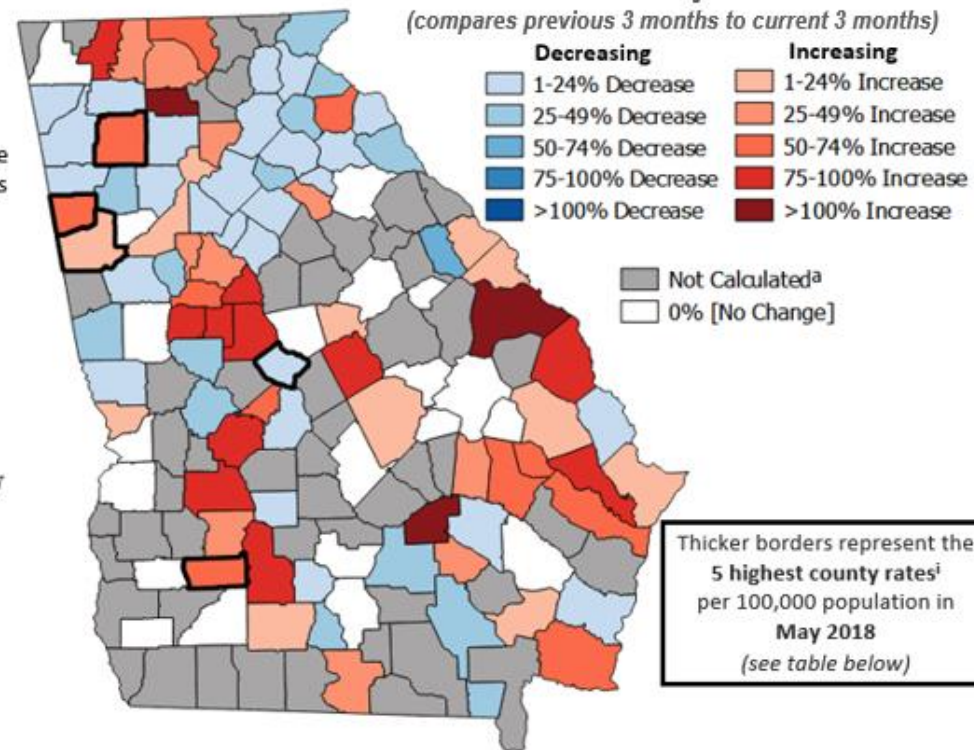 (compares previous 3 months to current 3 months)
Decreasing
1-24% Decrease
25-49% Decrease
50-74% Decrease
75-100% Decrease
>100% Decrease
Increasing
1-24% Increase
25-49% Increase
50-74% Increase
75-100% Increase
>100% Increase
Not Calculatedᵃ
0% [No Change]
Thicker borders represent the
5 highest county ratesⁱ
per 100,000 population in
May 2018
(see table below)